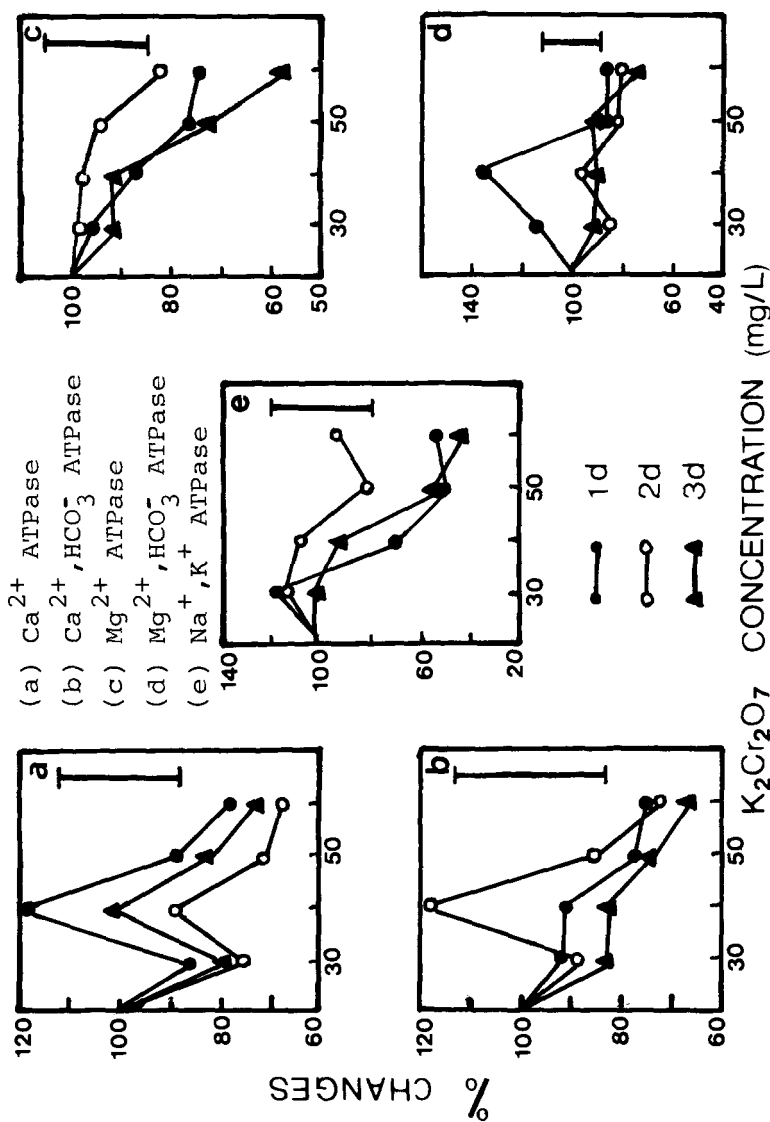 (a) Ca2+ ATPase
(b) Ca2+,HCO3- ATPase
(c) Mg2+ ATPase
(d) Mg2+,HCO3- ATPase
(e) Na+,K+ ATPase
a
120
100
80
60
30
50
b
120
100
80
60
30
50
e
140
100
60
20
30
50
c
100
80
60
50
30
50
d
140
100
80
60
40
30
50
1d
2d
3d
% CHANGES
K2Cr2O7 CONCENTRATION (mg/L)